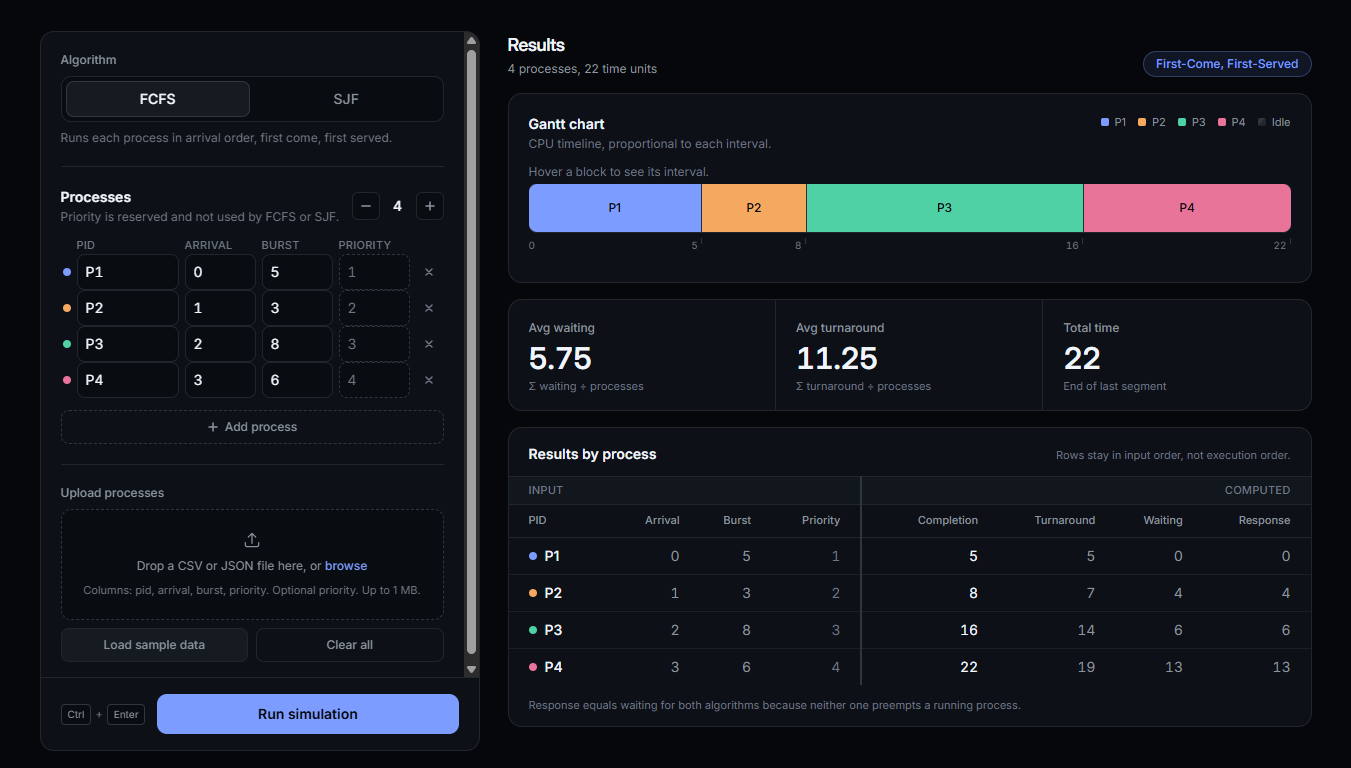 Algorithm
FCFS SJF
Runs each process in arrival order, first come, first served.
Processes
Priority is reserved and not used by FCFS or SJF.
− 4 +
PID ARRIVAL BURST PRIORITY
P1 0 5 1 ×
P2 1 3 2 ×
P3 2 8 3 ×
P4 3 6 4 ×
+ Add process
Upload processes
Drop a CSV or JSON file here, or browse
Columns: pid, arrival, burst, priority. Optional priority. Up to 1 MB.
Load sample data Clear all
Ctrl + Enter Run simulation
Results
4 processes, 22 time units
First-Come, First-Served
Gantt chart
P1 P2 P3 P4 Idle
CPU timeline, proportional to each interval.
Hover a block to see its interval.
P1 P2 P3 P4
0 5 8 16 22
Avg waiting Avg turnaround Total time
5.75 11.25 22
Σ waiting ÷ processes Σ turnaround ÷ processes End of last segment
Results by process Rows stay in input order, not execution order.
INPUT COMPUTED
PID Arrival Burst Priority Completion Turnaround Waiting Response
P1 0 5 1 5 5 0 0
P2 1 3 2 8 7 4 4
P3 2 8 3 16 14 6 6
P4 3 6 4 22 19 13 13
Response equals waiting for both algorithms because neither one preempts a running process.